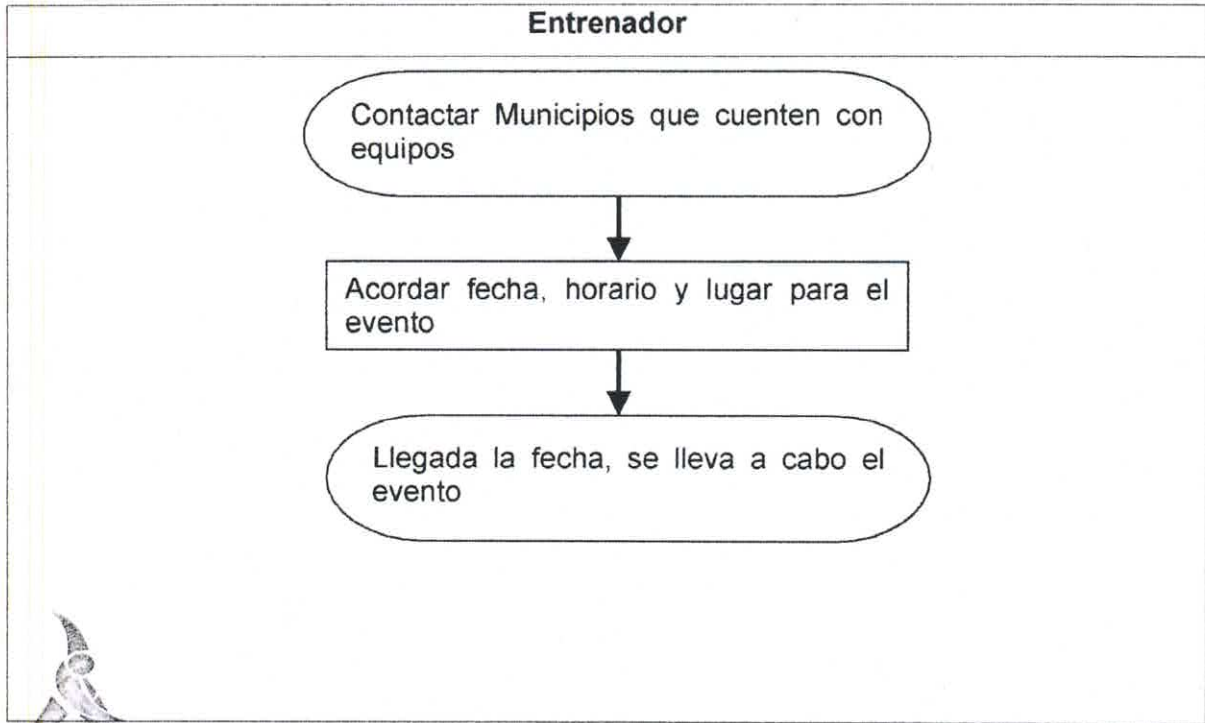 Entrenador
Contactar Municipios que cuenten con
equipos
Acordar fecha, horario y lugar para el
evento
Llegada la fecha, se lleva a cabo el
evento